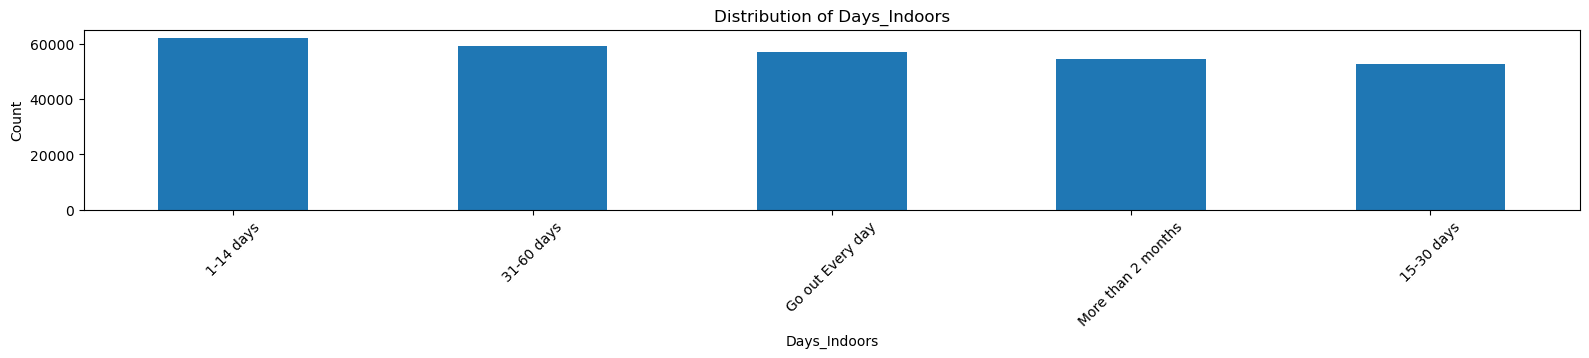 Distribution of Days_Indoors
Count
60000
40000
20000
0
1-14 days
31-60 days
Go out Every day
More than 2 months
15-30 days
Days_Indoors